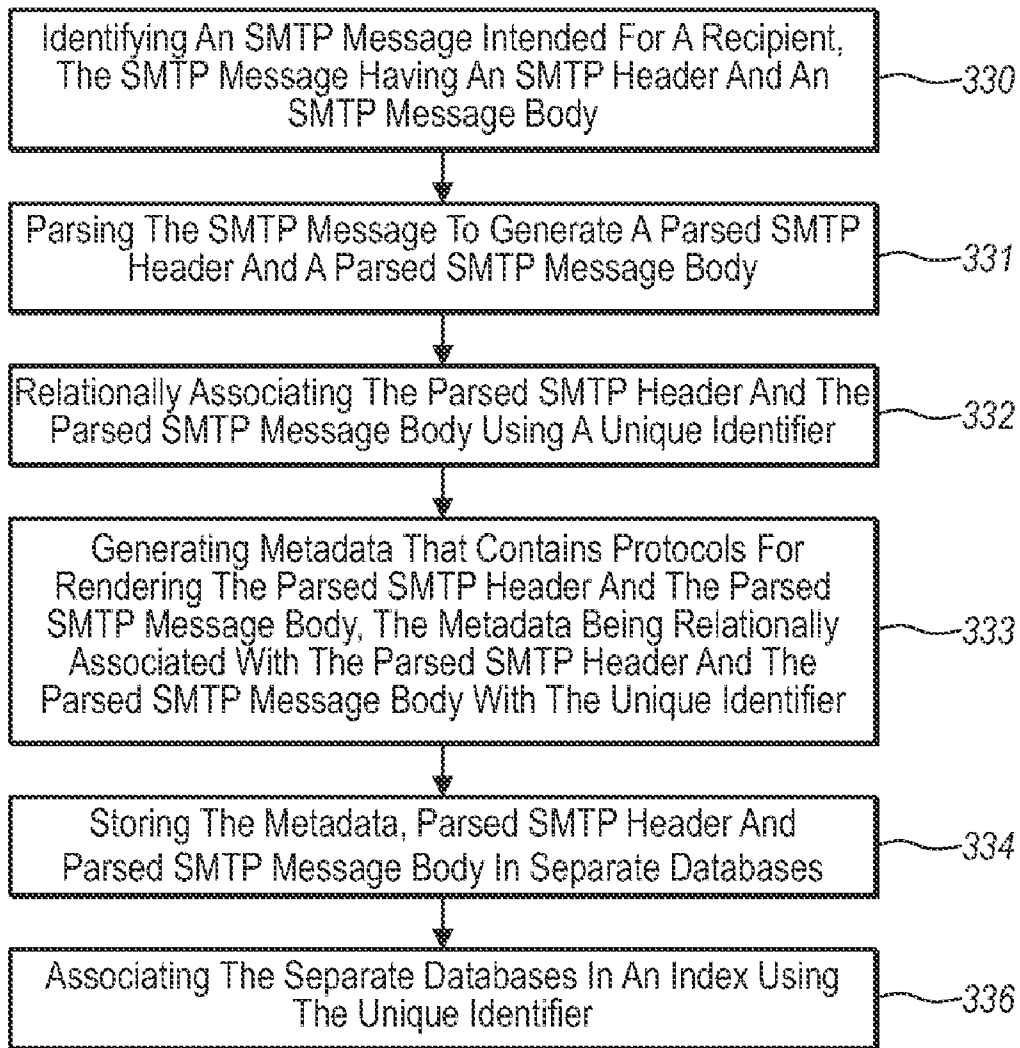 Identifying An SMTP Message Intended For A Recipient,
The SMTP Message Having An SMTP Header And An
SMTP Message Body
330
Parsing The SMTP Message To Generate A Parsed SMTP
Header And A Parsed SMTP Message Body
331
Relationally Associating The Parsed SMTP Header And The
Parsed SMTP Message Body Using A Unique Identifier
332
Generating Metadata That Contains Protocols For
Rendering The Parsed SMTP Header And The Parsed
SMTP Message Body, The Metadata Being Relationally
Associated With The Parsed SMTP Header And The
Parsed SMTP Message Body With The Unique Identifier
333
Storing The Metadata, Parsed SMTP Header And
Parsed SMTP Message Body In Separate Databases
334
Associating The Separate Databases In An Index Using
The Unique Identifier
336